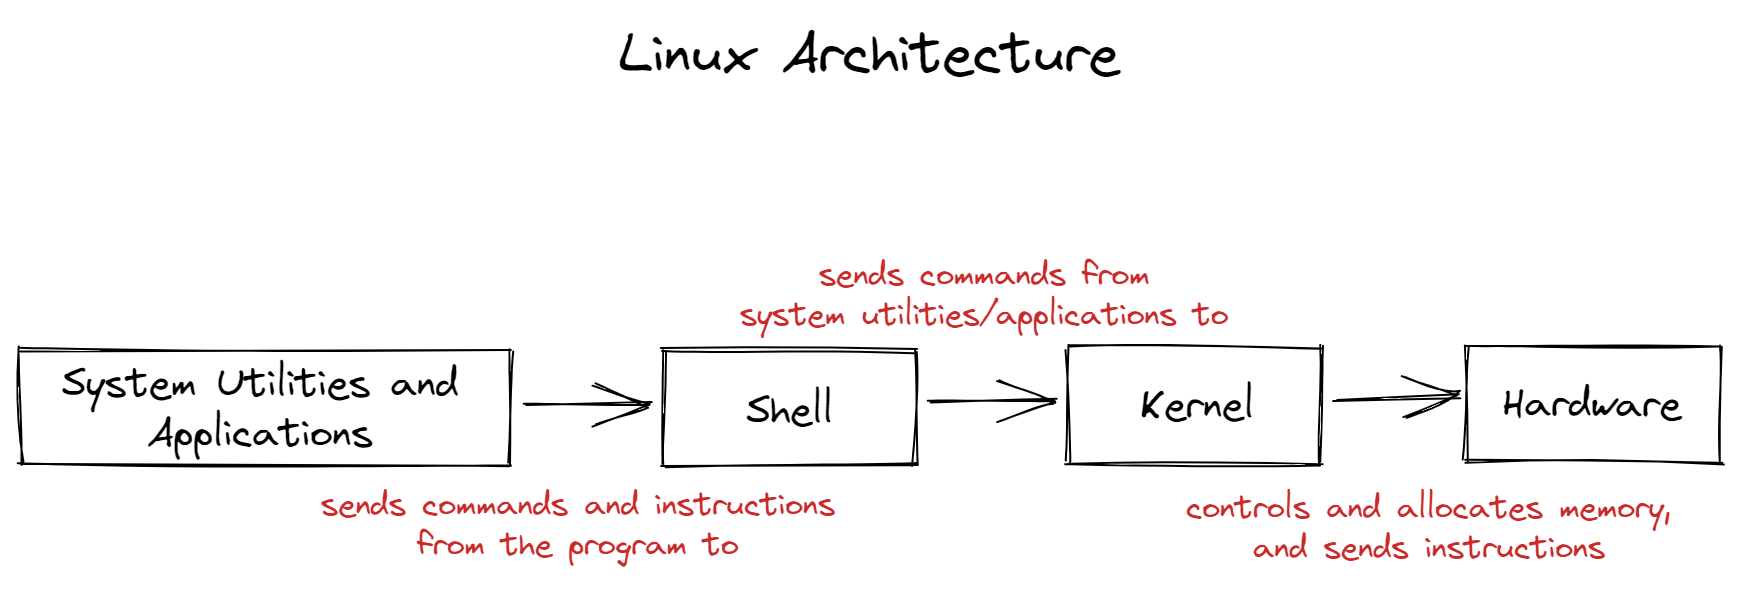 Linux Architecture
sends commands from
system utilities/applications to
System Utilities and
Applications
Shell
Kernel
Hardware
sends commands and instructions
from the program to
controls and allocates memory,
and sends instructions